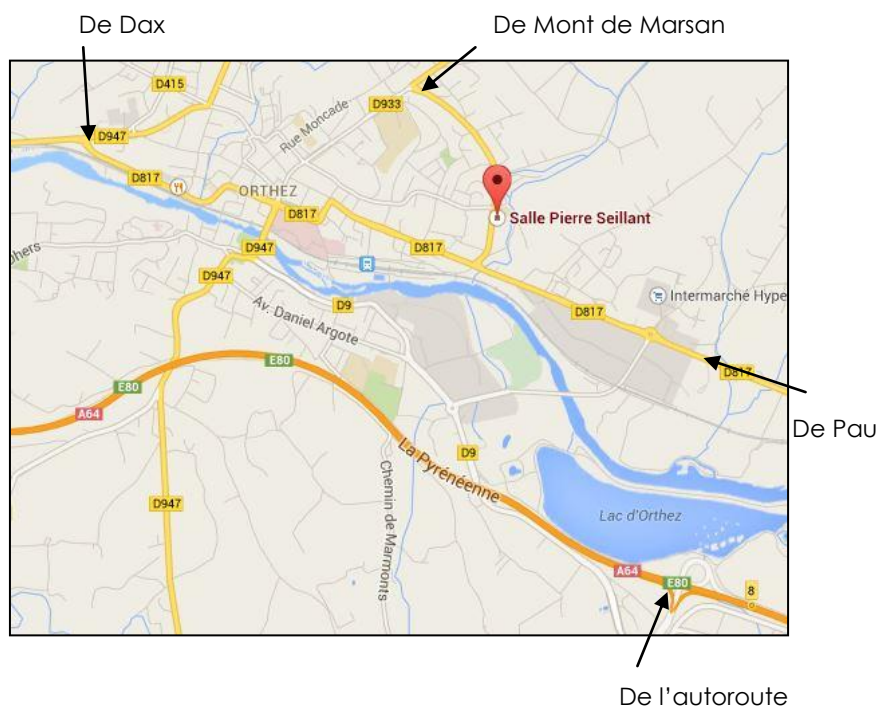 De Dax
De Mont de Marsan
D415
D933
Rue Moncade
D947
D817
ORTHEZ
D817
Salle Pierre Seillant
D947
D817
D947
Intermarché Hype
D9
D817
Av. Daniel Argote
E80
D817
E80
A64
De Pau
D9
La Pyrénéenne
Chemin de Marmonts
D947
Lac d'Orthez
A64
E80
8
De l'autoroute